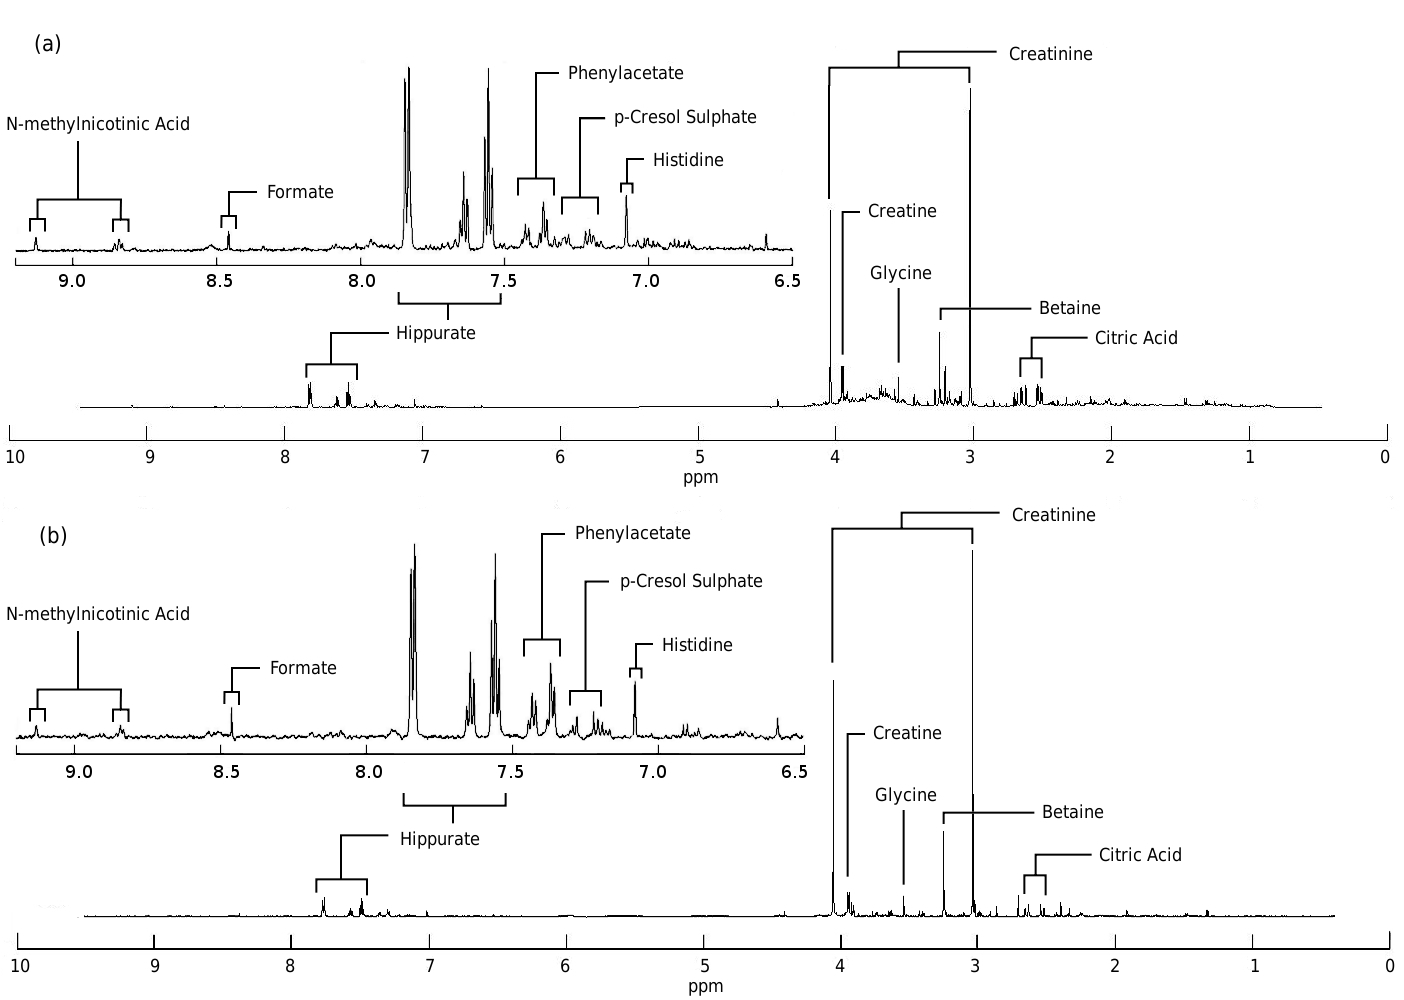 (a)
Creatinine
Phenylacetate
p-Cresol Sulphate
N-methylnicotinic Acid
Histidine
Formate
Creatine
Glycine
9.0 8.5 8.0 7.5 7.0 6.5
Betaine
Hippurate
Citric Acid
10 9 8 7 6 5 4 3 2 1 0
ppm
(b)
Creatinine
Phenylacetate
p-Cresol Sulphate
N-methylnicotinic Acid
Histidine
Formate
Creatine
9.0 8.5 8.0 7.5 7.0 6.5
Glycine
Betaine
Hippurate
Citric Acid
10 9 8 7 6 5 4 3 2 1 0
ppm